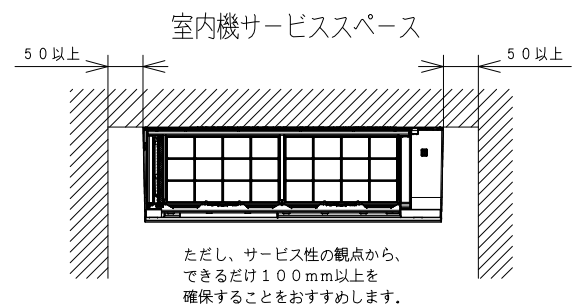 室内機サービススペース
５０以上
５０以上
ただし、サービス性の観点から、
できるだけ１００ｍｍ以上を
確保することをおすすめします．